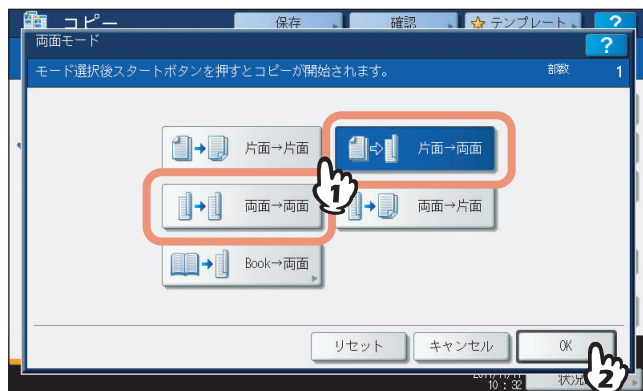 コピー 保存 確認 テンプレート ?
両面モード ?
モード選択後スタートボタンを押すとコピーが開始されます。 部数 1
片面→片面 片面→両面
1
両面→両面 両面→片面
Book→両面
リセット キャンセル OK
2
10:32 状況